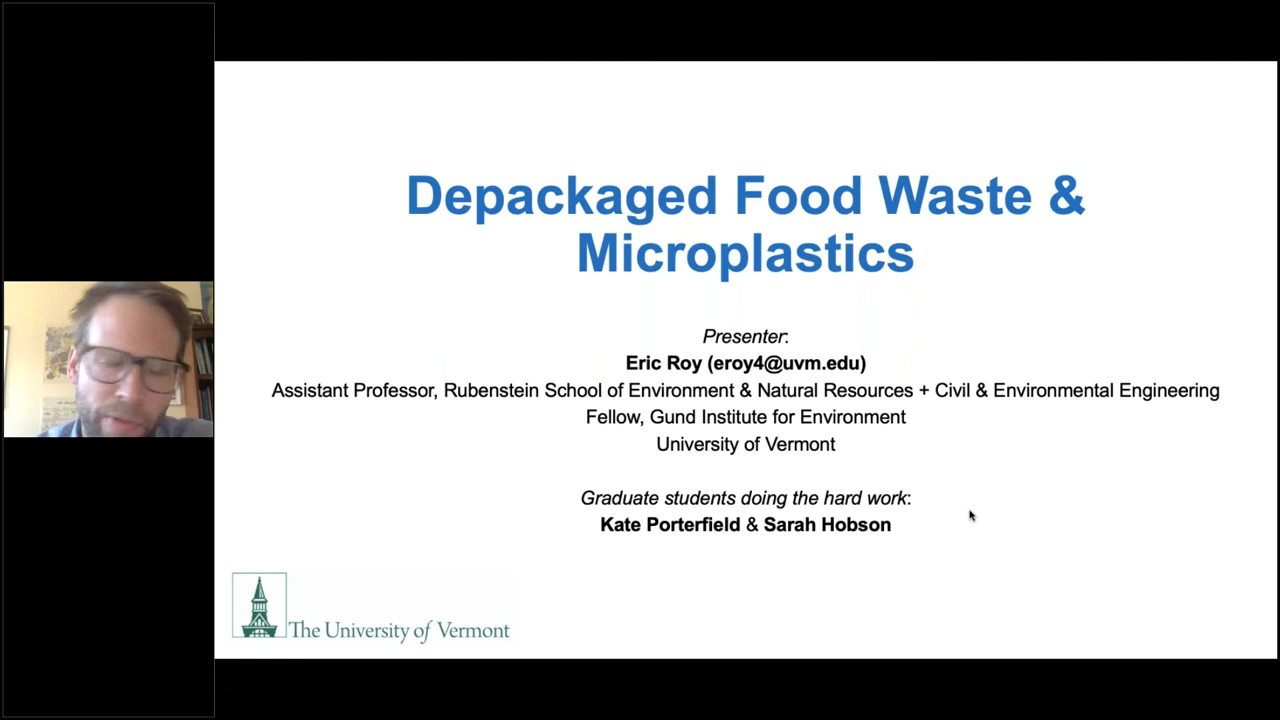 Depackaged Food Waste &
Microplastics
Presenter:
Eric Roy (eroy4@uvm.edu)
Assistant Professor, Rubenstein School of Environment & Natural Resources + Civil & Environmental Engineering
Fellow, Gund Institute for Environment
University of Vermont
Graduate students doing the hard work:
Kate Porterfield & Sarah Hobson
The University of Vermont